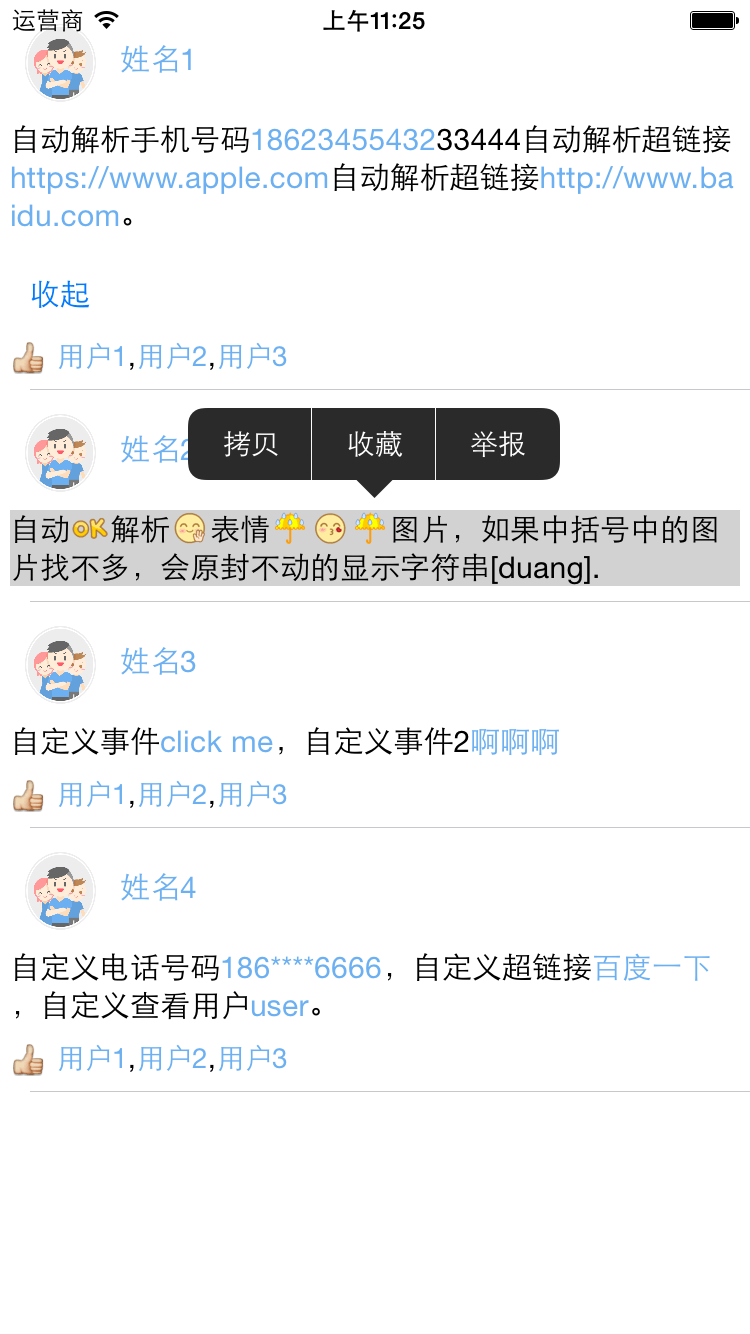 运营商 上午11:25
姓名1
自动解析手机号码1862345543233444自动解析超链接
https://www.apple.com自动解析超链接http://www.ba
idu.com。
收起
用户1,用户2,用户3
姓名2
拷贝 收藏 举报
自动OK解析表情图片，如果中括号中的图
片找不多，会原封不动的显示字符串[duang].
姓名3
自定义事件click me，自定义事件2啊啊啊
用户1,用户2,用户3
姓名4
自定义电话号码186****6666，自定义超链接百度一下
，自定义查看用户user。
用户1,用户2,用户3